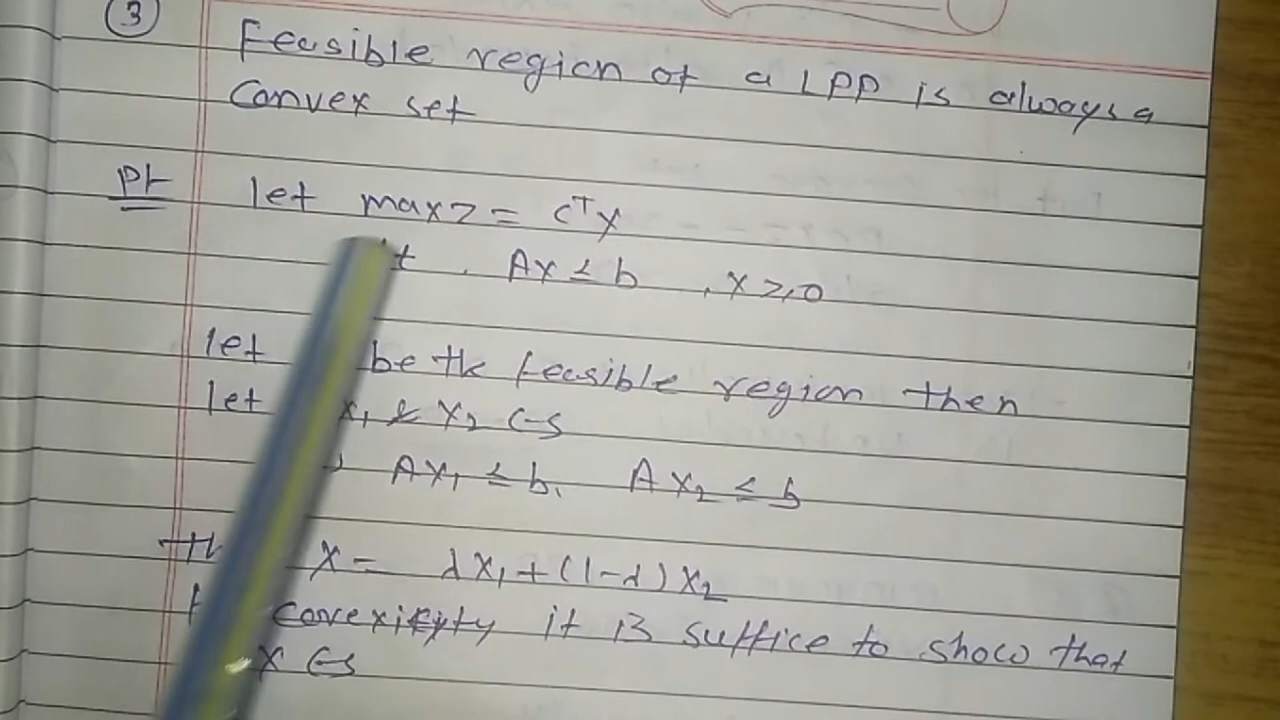 3
Feasible region of a LPP is always a
Convex set
Pf let max z = cᵀx
t . Ax ≤ b , x ≥ 0
let be the feasible region then
let x₁ & x₂ ∈ S
Ax₁ ≤ b, Ax₂ ≤ b
x = λx₁ + (1-λ)x₂
it is suffice to show that
x ∈ S